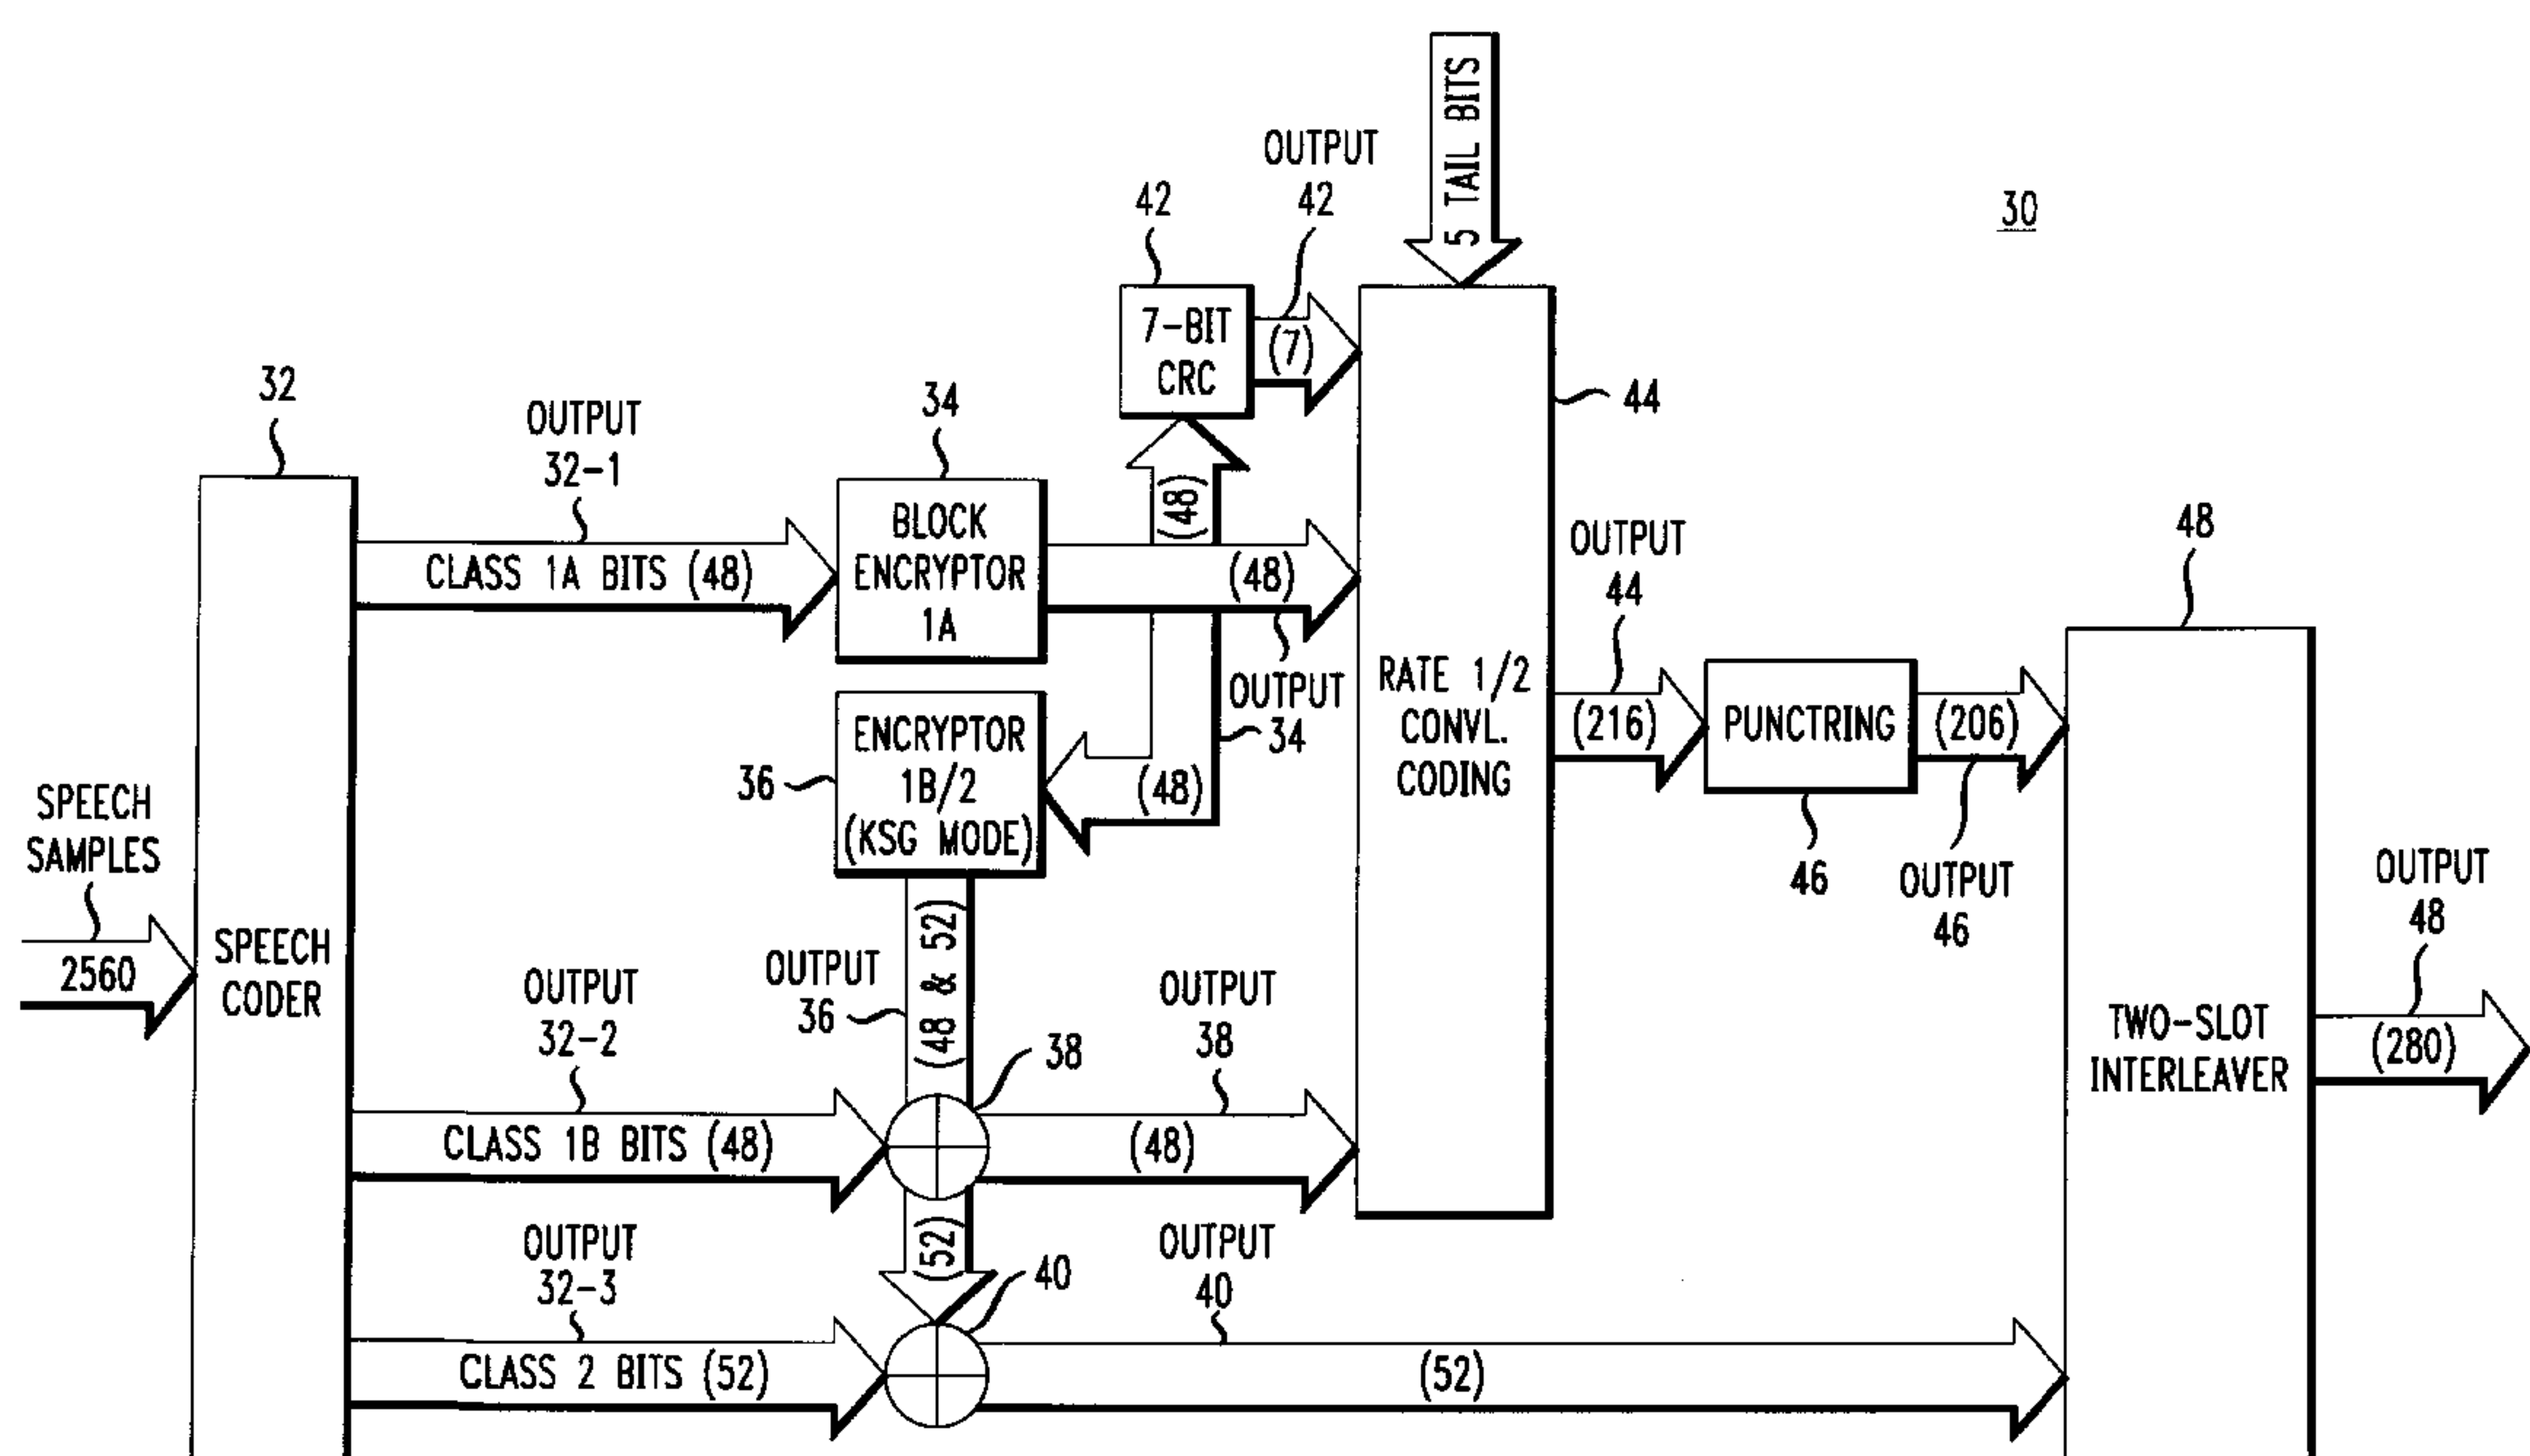 5 TAIL BITS
OUTPUT
42
42
30
7-BIT
CRC
(7)
32
OUTPUT
32-1
34
44
(48)
BLOCK
ENCRYPTOR
1A
CLASS 1A BITS (48)
(48)
OUTPUT
44
48
OUTPUT
34
RATE 1/2
CONVL.
CODING
(216)
PUNCTRING
(206)
36
ENCRYPTOR
1B/2
(KSG MODE)
(48)
SPEECH
SAMPLES
46
OUTPUT
46
OUTPUT
48
2560
SPEECH
CODER
OUTPUT
32-2
OUTPUT
36
(48 & 52)
38
OUTPUT
38
TWO-SLOT
INTERLEAVER
(280)
CLASS 1B BITS (48)
(48)
OUTPUT
32-3
(52)
40
OUTPUT
40
CLASS 2 BITS (52)
(52)